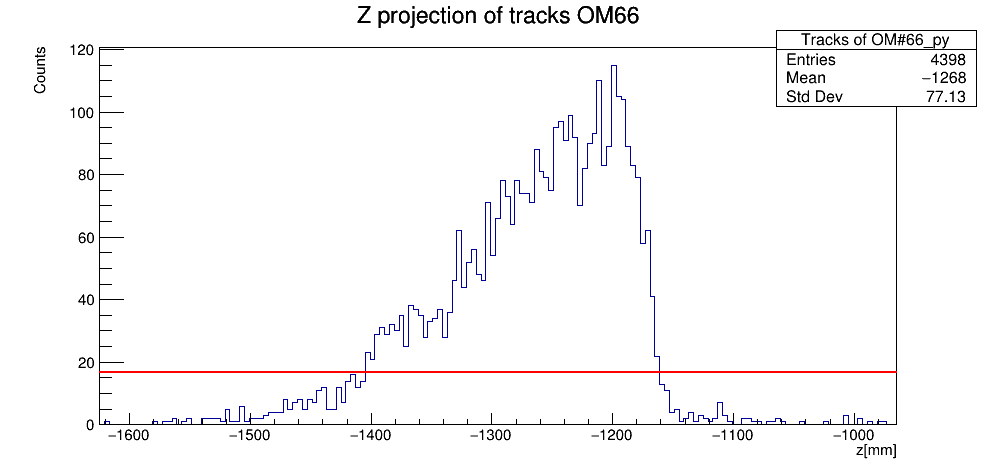 Z projection of tracks OM66
Tracks of OM#66_py
Entries 4398
Mean −1268
Std Dev 77.13
Counts
120
100
80
60
40
20
0
−1600 −1500 −1400 −1300 −1200 −1100 −1000
z[mm]